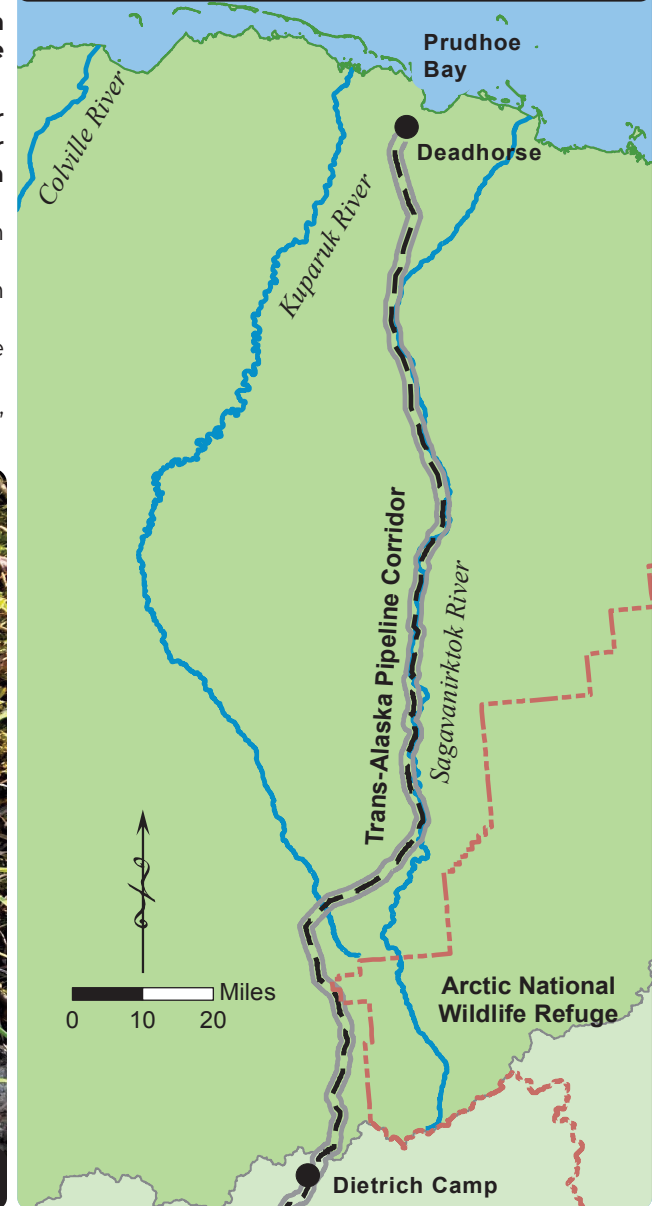 Prudhoe
Bay
Deadhorse
Colville River
Kuparuk River
Trans-Alaska Pipeline Corridor
Sagavanirktok River
Miles
0 10 20
Arctic National
Wildlife Refuge
Dietrich Camp